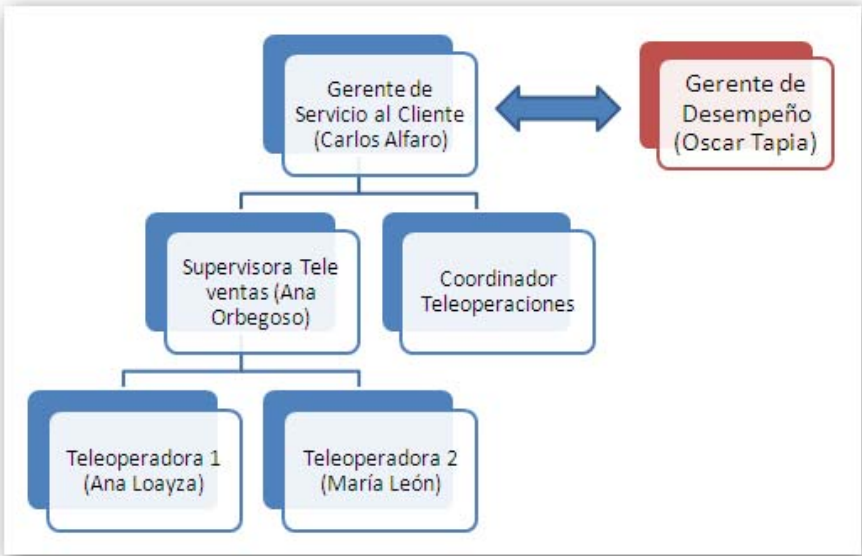 Gerente de
Servicio al Cliente
(Carlos Alfaro)
Gerente de
Desempeño
(Oscar Tapia)
Supervisora Tele
ventas (Ana
Orbegoso)
Coordinador
Teleoperaciones
Teleoperadora 1
(Ana Loayza)
Teleoperadora 2
(María León)